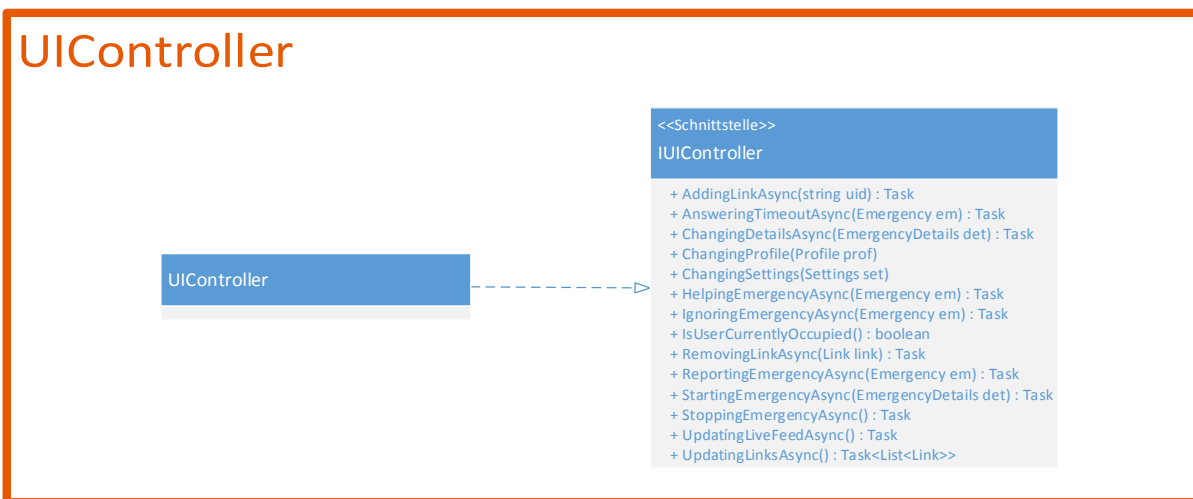 UIController
<<Schnittstelle>>
IUIController
+ AddingLinkAsync(string uid) : Task
+ AnsweringTimeoutAsync(Emergency em) : Task
+ ChangingDetailsAsync(EmergencyDetails det) : Task
+ ChangingProfile(Profile prof)
+ ChangingSettings(Settings set)
+ HelpingEmergencyAsync(Emergency em) : Task
+ IgnoringEmergencyAsync(Emergency em) : Task
+ IsUserCurrentlyOccupied() : boolean
+ RemovingLinkAsync(Link link) : Task
+ ReportingEmergencyAsync(Emergency em) : Task
+ StartingEmergencyAsync(EmergencyDetails det) : Task
+ StoppingEmergencyAsync() : Task
+ UpdatíngLiveFeedAsync() : Task
+ UpdatingLinksAsync() : Task<List<Link>>
UIController